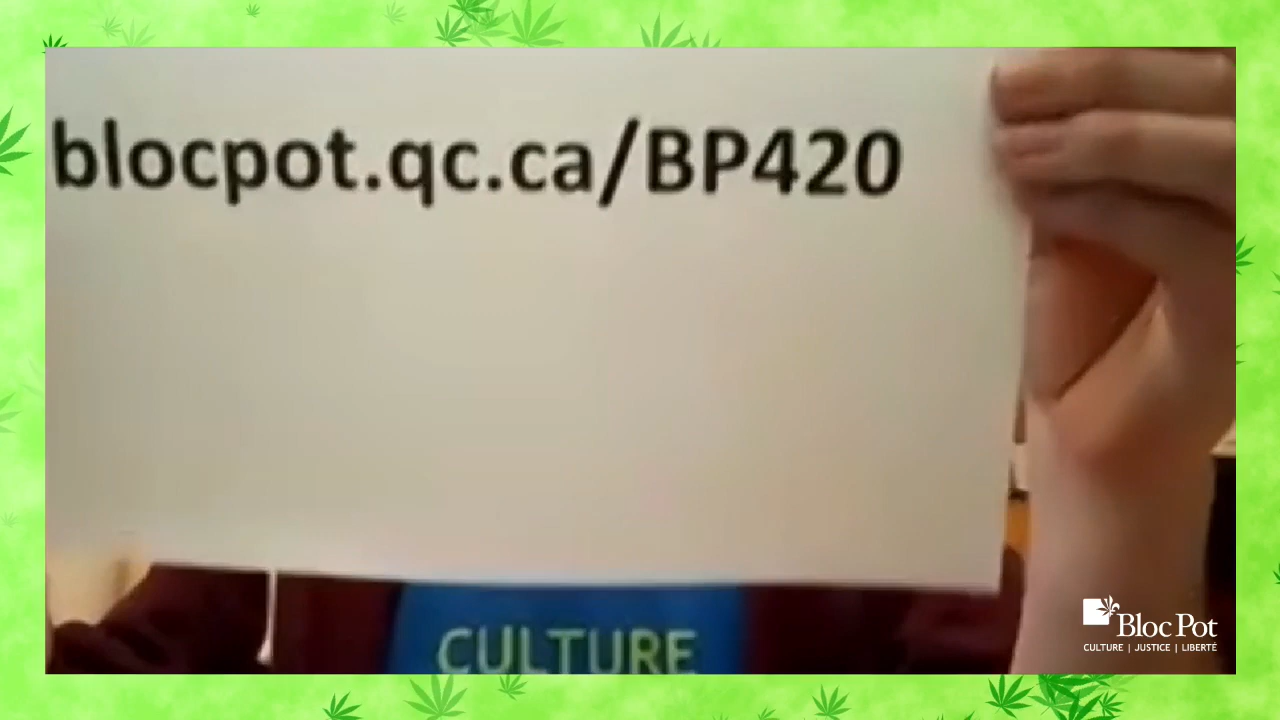 blocpot.qc.ca/BP420
CULTURE
Bloc Pot
CULTURE | JUSTICE | LIBERTÉ